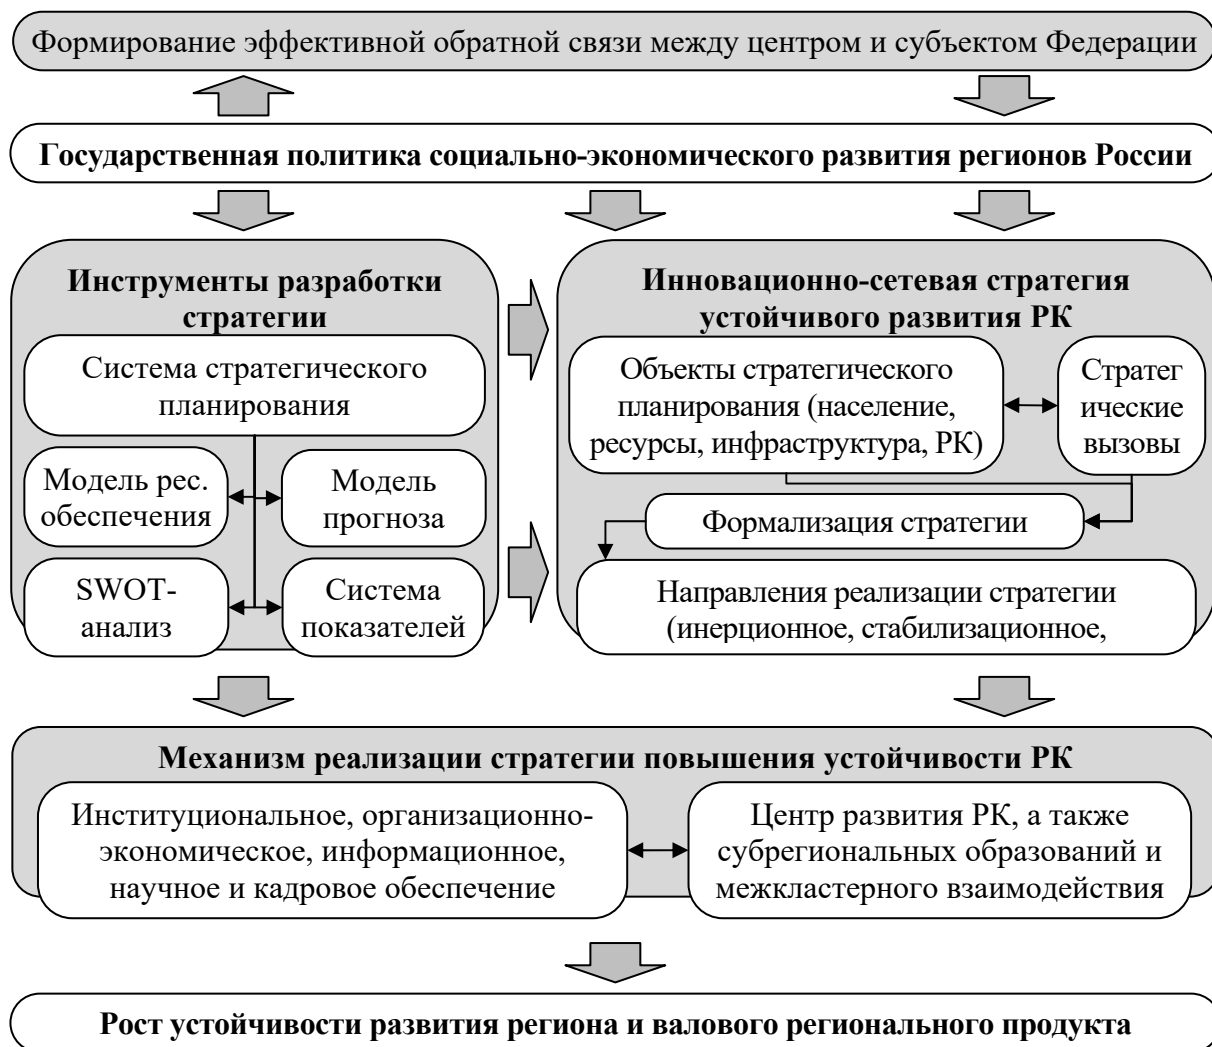 Формирование эффективной обратной связи между центром и субъектом Федерации
Государственная политика социально-экономического развития регионов России
Инструменты разработки
стратегии
Система стратегического
планирования
Модель рес.
обеспечения
Модель
прогноза
SWOT-
анализ
Система
показателей
Инновационно-сетевая стратегия
устойчивого развития РК
Объекты стратегического
планирования (население,
ресурсы, инфраструктура, РК)
Стратег
ические
вызовы
Формализация стратегии
Направления реализации стратегии
(инерционное, стабилизационное,
Механизм реализации стратегии повышения устойчивости РК
Институциональное, организационно-
экономическое, информационное,
научное и кадровое обеспечение
Центр развития РК, а также
субрегиональных образований и
межкластерного взаимодействия
Рост устойчивости развития региона и валового регионального продукта